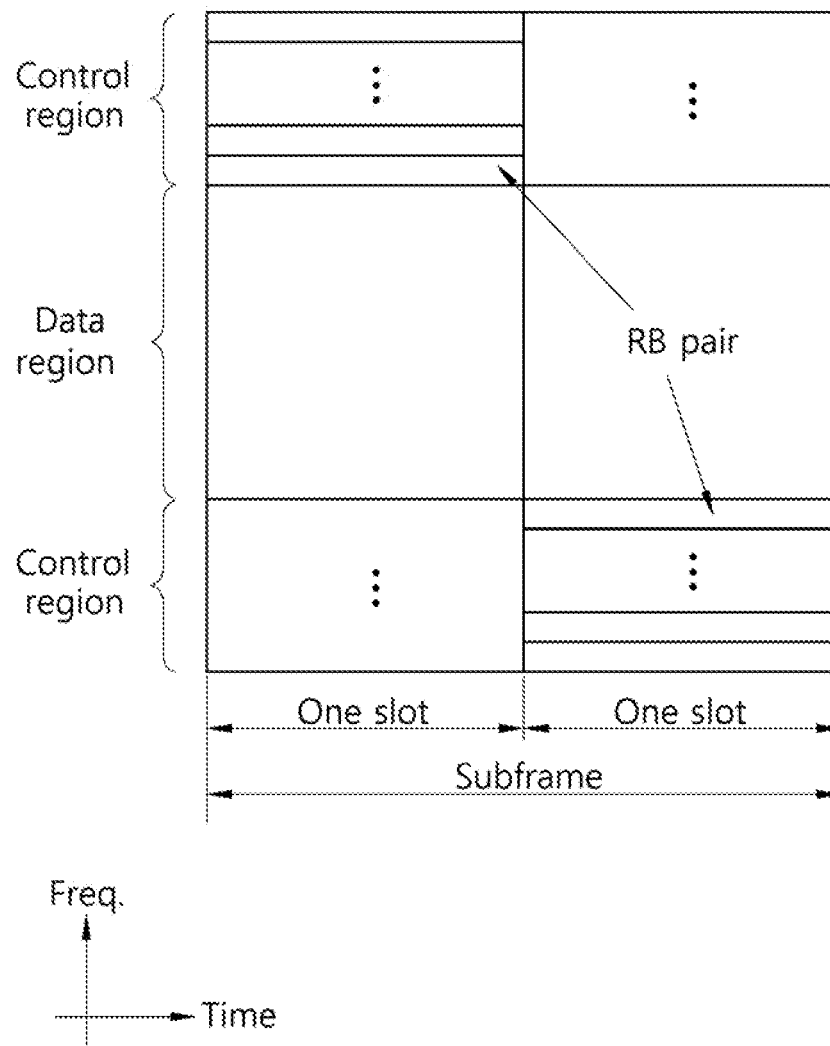 Control
region
Data
region
RB pair
Control
region
One slot
One slot
Subframe
Freq.
Time